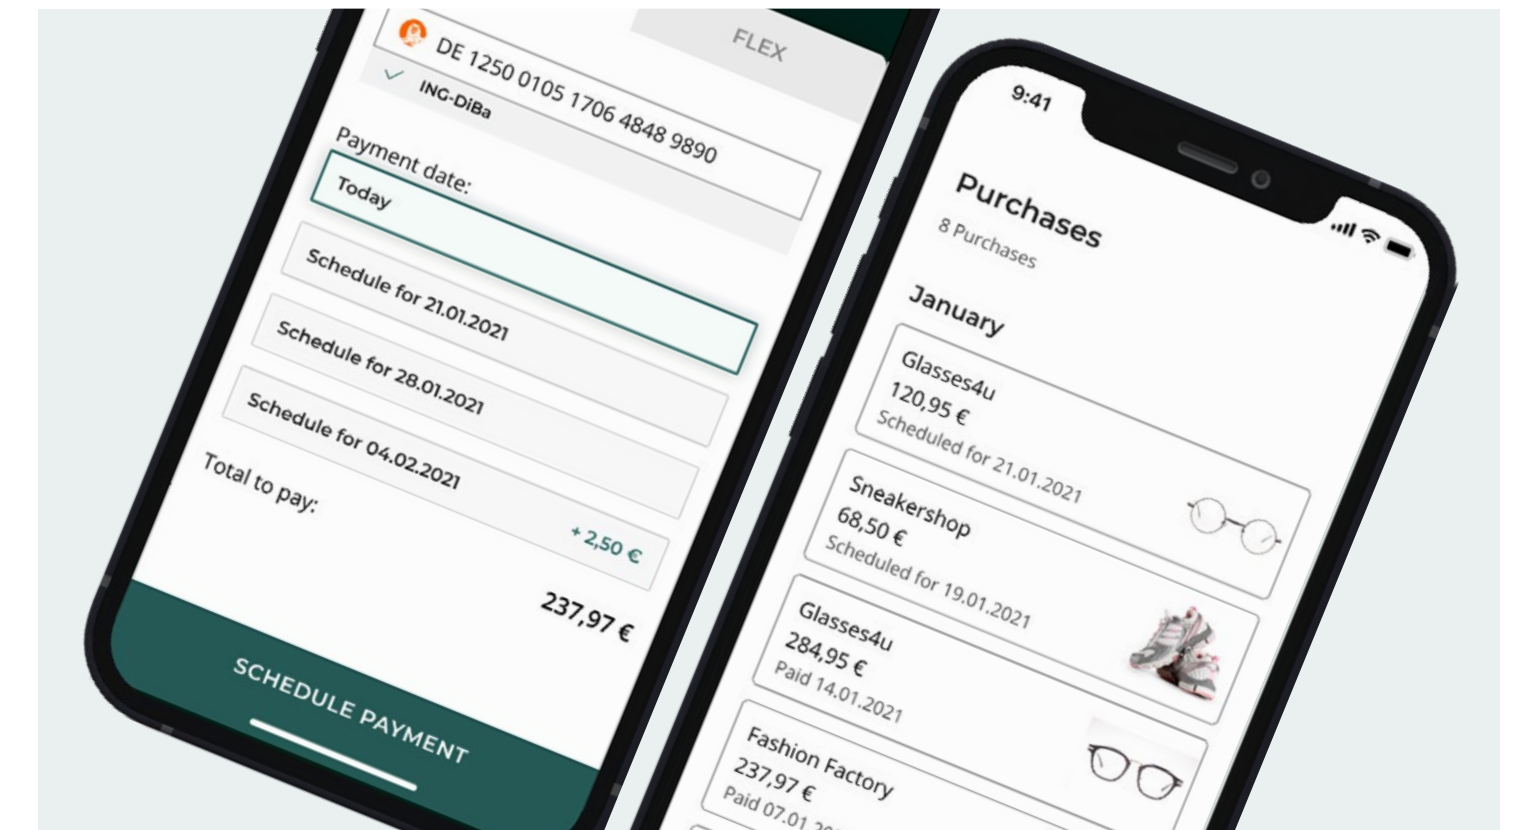 FLEX
DE 1250 0105 1706 4848 9890
ING-DiBa
Payment date:
Today
Schedule for 21.01.2021
Schedule for 28.01.2021
Schedule for 04.02.2021
+ 2,50 €
Total to pay:
237,97 €
SCHEDULE PAYMENT
9:41
Purchases
8 Purchases
January
Glasses4u
120,95 €
Scheduled for 21.01.2021
Sneakershop
68,50 €
Scheduled for 19.01.2021
Glasses4u
284,95 €
Paid 14.01.2021
Fashion Factory
237,97 €
Paid 07.01